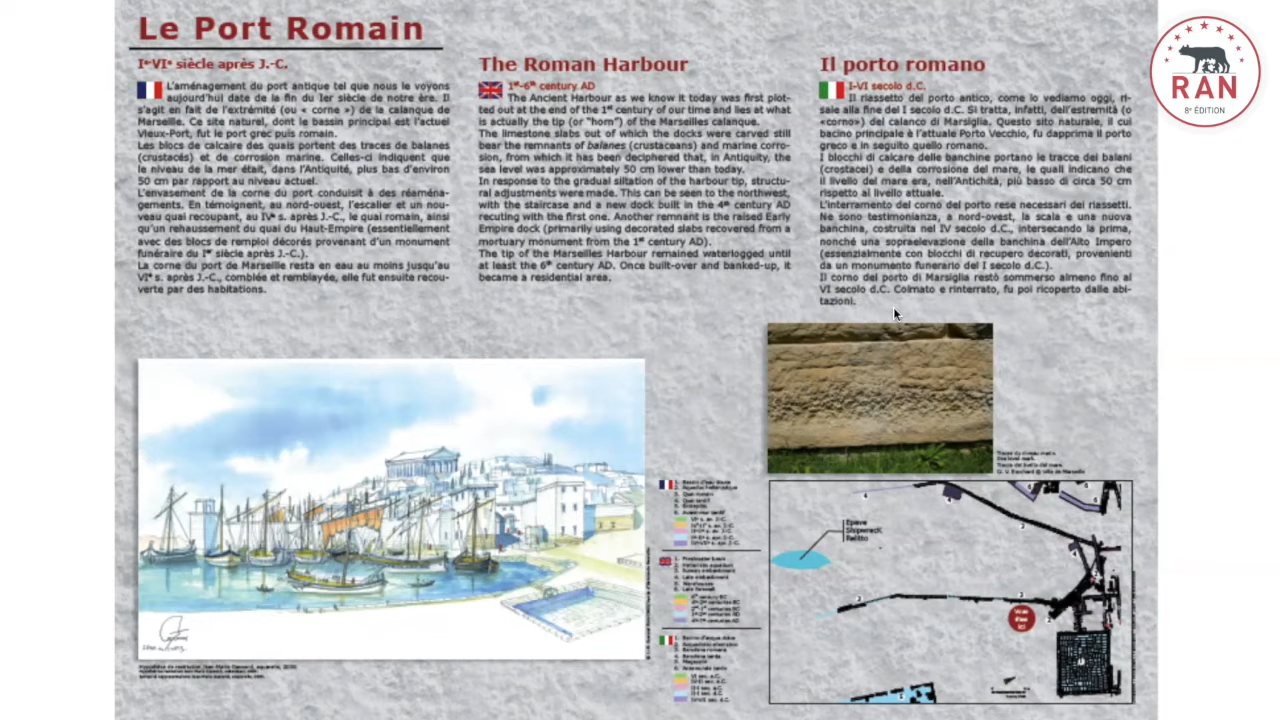 Le Port Romain
Iᵉ-VIᵉ siècle après J.-C.
L'aménagement du port antique tel que nous le voyons
aujourd'hui date de la fin du Ier siècle de notre ère. Il
s'agit en fait de l'extrémité (ou « corne ») de la calanque de
Marseille. Ce site naturel, dont le bassin principal est l'actuel
Vieux-Port, fut le port grec puis romain.
Les blocs de calcaire des quais portent des traces de balanes
(crustacés) et de corrosion marine. Celles-ci indiquent que
le niveau de la mer était, dans l'Antiquité, plus bas d'environ
50 cm par rapport au niveau actuel.
L'envasement de la corne du port conduisit à des réaména-
gements. En témoignent, au nord-ouest, l'escalier et un nou-
veau quai recoupant, au IVᵉ s. après J.-C., le quai romain, ainsi
qu'un rehaussement du quai du Haut-Empire (essentiellement
avec des blocs de remploi décorés provenant d'un monument
funéraire du Iᵉʳ siècle après J.-C.).
La corne du port de Marseille resta en eau au moins jusqu'au
VIᵉ s. après J.-C., comblée et remblayée, elle fut ensuite recou-
verte par des habitations.
The Roman Harbour
1ˢᵗ-6ᵗʰ century AD
The Ancient Harbour as we know it today was first plot-
ted out at the end of the 1ˢᵗ century of our time and lies at what
is actually the tip (or "horn") of the Marseilles calanque.
The limestone slabs out of which the docks were carved still
bear the remnants of balanes (crustaceans) and marine corro-
sion, from which it has been deciphered that, in Antiquity, the
sea level was approximately 50 cm lower than today.
In response to the gradual siltation of the harbour tip, structu-
ral adjustments were made. This can be seen to the northwest,
with the staircase and a new dock built in the 4ᵗʰ century AD
recuting with the first one. Another remnant is the raised Early
Empire dock (primarily using decorated slabs recovered from a
mortuary monument from the 1ˢᵗ century AD).
The tip of the Marseilles Harbour remained waterlogged until
at least the 6ᵗʰ century AD. Once built-over and banked-up, it
became a residential area.
Il porto romano
I-VI secolo d.C.
Il riassetto del porto antico, come lo vediamo oggi, ri-
sale alla fine del I secolo d.C. Si tratta, infatti, dell'estremità (o
«corno») del calanco di Marsiglia. Questo sito naturale, il cui
bacino principale è l'attuale Porto Vecchio, fu dapprima il porto
greco e in seguito quello romano.
I blocchi di calcare delle banchine portano le tracce dei balani
(crostacei) e della corrosione del mare, le quali indicano che
il livello del mare era, nell'Antichità, più basso di circa 50 cm
rispetto al livello attuale.
L'interramento del corno del porto rese necessari dei riassetti.
Ne sono testimonianza, a nord-ovest, la scala e una nuova
banchina, costruita nel IV secolo d.C., intersecando la prima,
nonché una sopraelevazione della banchina dell'Alto Impero
(essenzialmente con blocchi di recupero decorati, provenienti
da un monumento funerario del I secolo d.C.).
Il corno del porto di Marsiglia restò sommerso almeno fino al
VI secolo d.C. Colmato e rinterrato, fu poi ricoperto dalle abi-
tazioni.
RAN
8ᵉ ÉDITION
Epave
Shipwreck
Relitto
Vous
êtes
ici